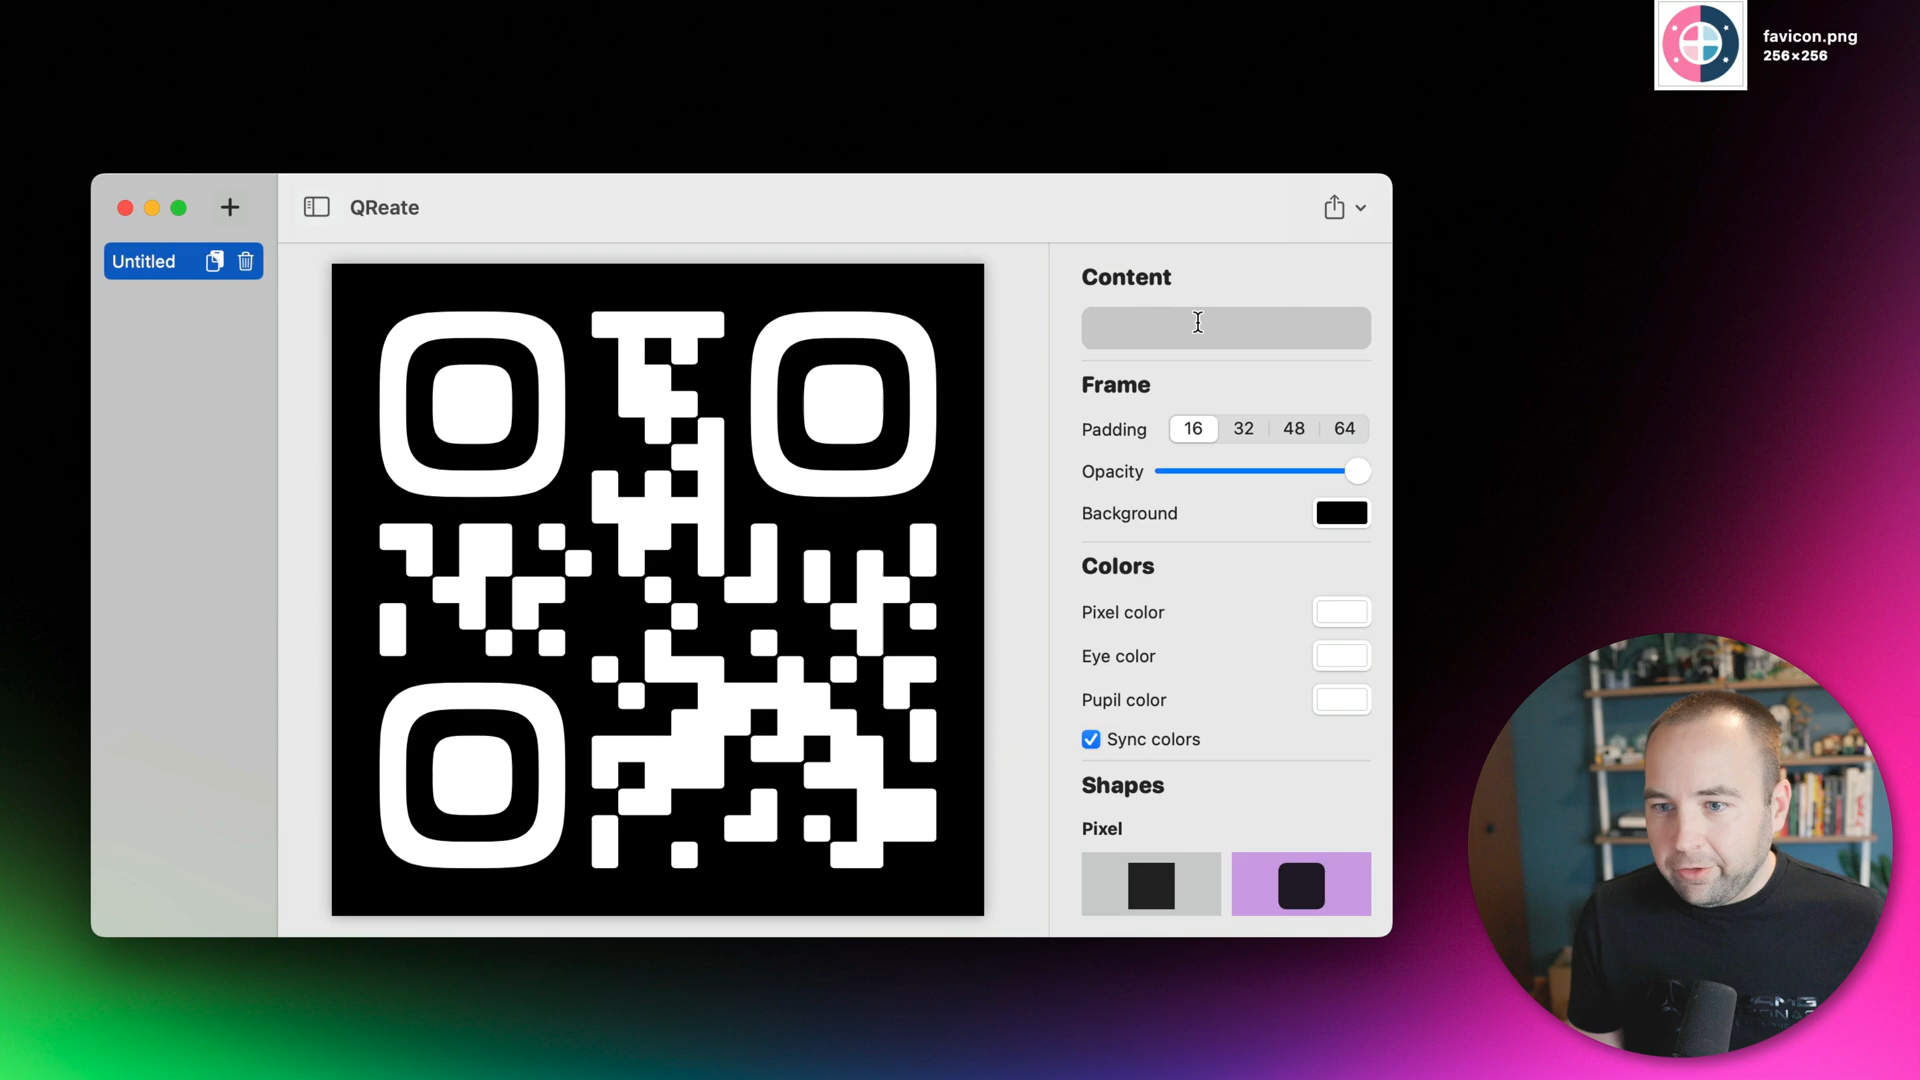 favicon.png
256×256
QReate
Untitled
Content
Frame
Padding 16 32 48 64
Opacity
Background
Colors
Pixel color
Eye color
Pupil color
Sync colors
Shapes
Pixel